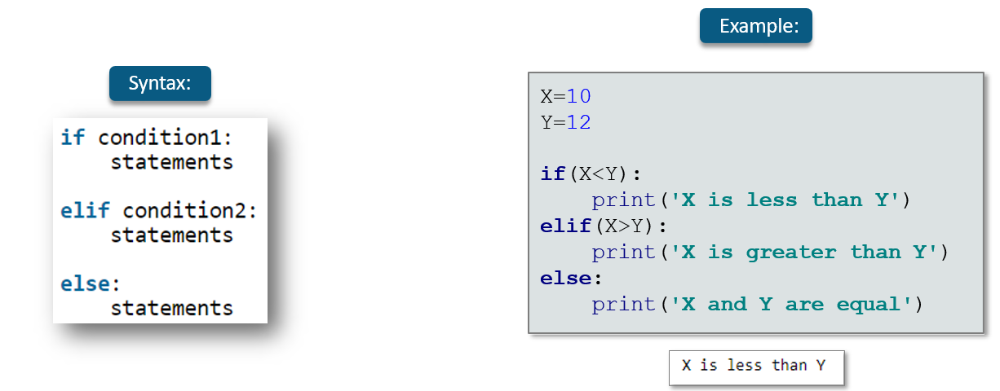 Syntax:
if condition1:
    statements
elif condition2:
    statements
else:
    statements
Example:
X=10
Y=12
if(X<Y):
    print('X is less than Y')
elif(X>Y):
    print('X is greater than Y')
else:
    print('X and Y are equal')
X is less than Y